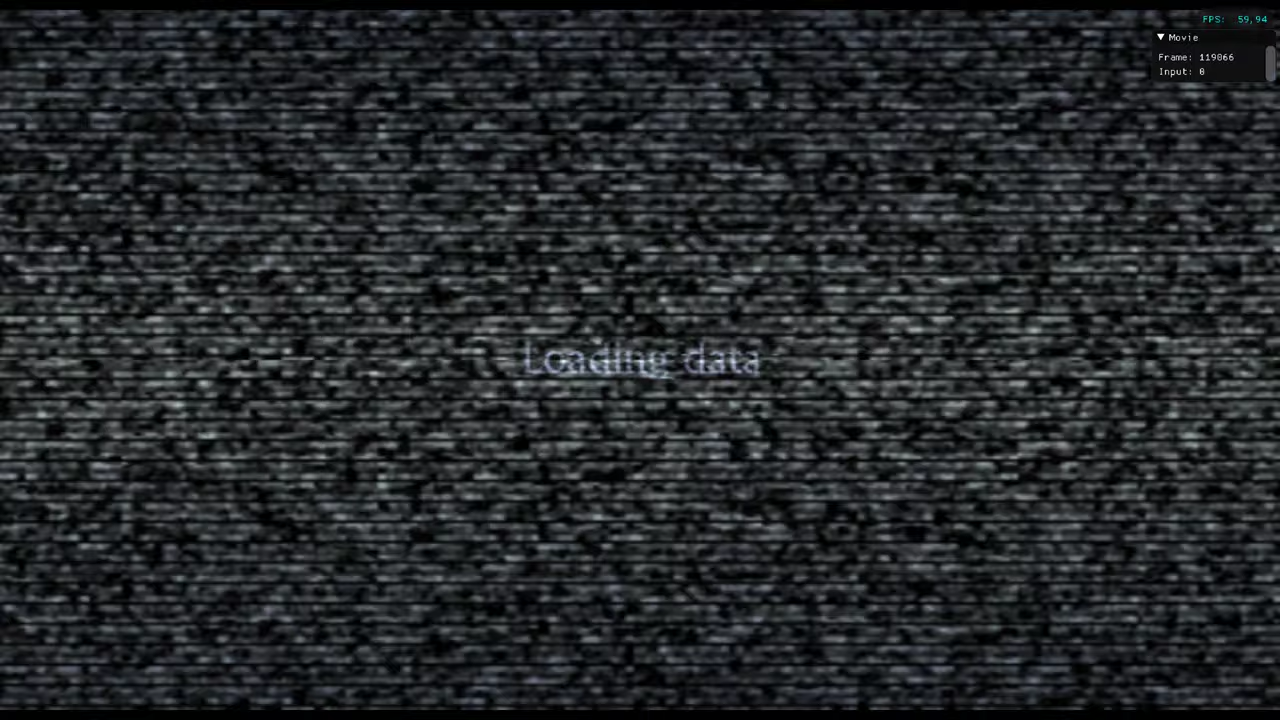 FPS: 59,94
Movie
Frame: 119066
Input: 0
Loading data